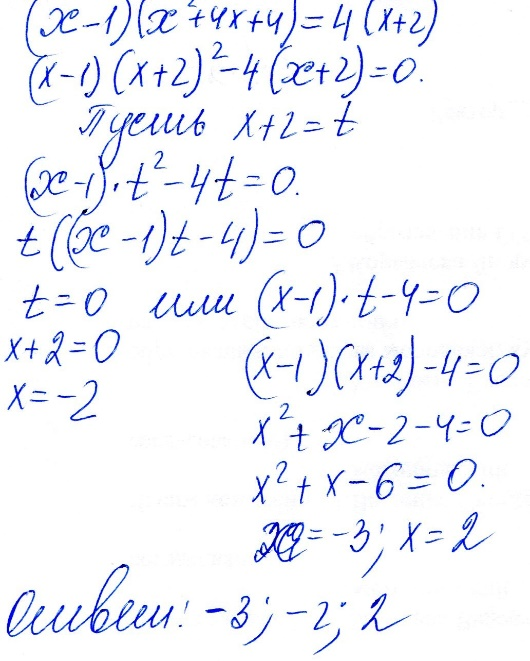 (x-1)(x²+4x+4)=4(x+2)
(x-1)(x+2)²-4(x+2)=0.
Пусть x+2=t
(x-1)·t²-4t=0.
t((x-1)t-4)=0
t=0 или (x-1)·t-4=0
x+2=0
(x-1)(x+2)-4=0
x=-2
x²+x-2-4=0
x²+x-6=0.
x=-3; x=2
Ответ: -3; -2; 2